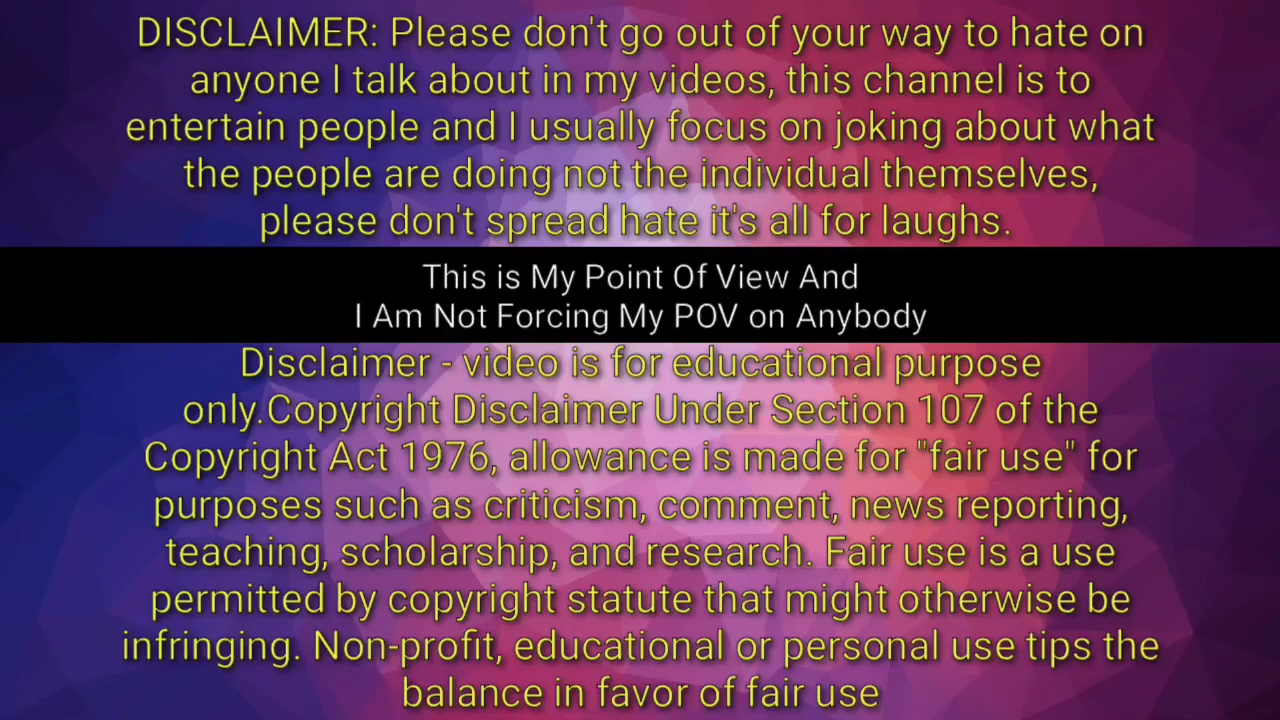 DISCLAIMER: Please don't go out of your way to hate on
anyone I talk about in my videos, this channel is to
entertain people and I usually focus on joking about what
the people are doing not the individual themselves,
please don't spread hate it's all for laughs.
This is My Point Of View And
I Am Not Forcing My POV on Anybody
Disclaimer - video is for educational purpose
only.Copyright Disclaimer Under Section 107 of the
Copyright Act 1976, allowance is made for "fair use" for
purposes such as criticism, comment, news reporting,
teaching, scholarship, and research. Fair use is a use
permitted by copyright statute that might otherwise be
infringing. Non-profit, educational or personal use tips the
balance in favor of fair use